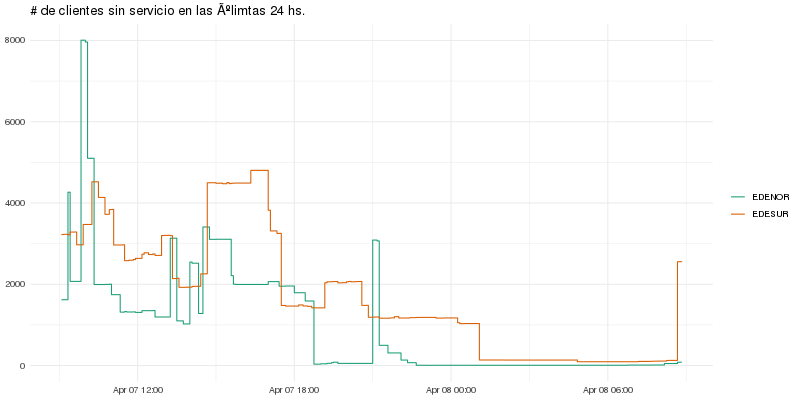 # de clientes sin servicio en las Ãºlimtas 24 hs.
8000
6000
4000
2000
0
Apr 07 12:00
Apr 07 18:00
Apr 08 00:00
Apr 08 06:00
EDENOR
EDESUR